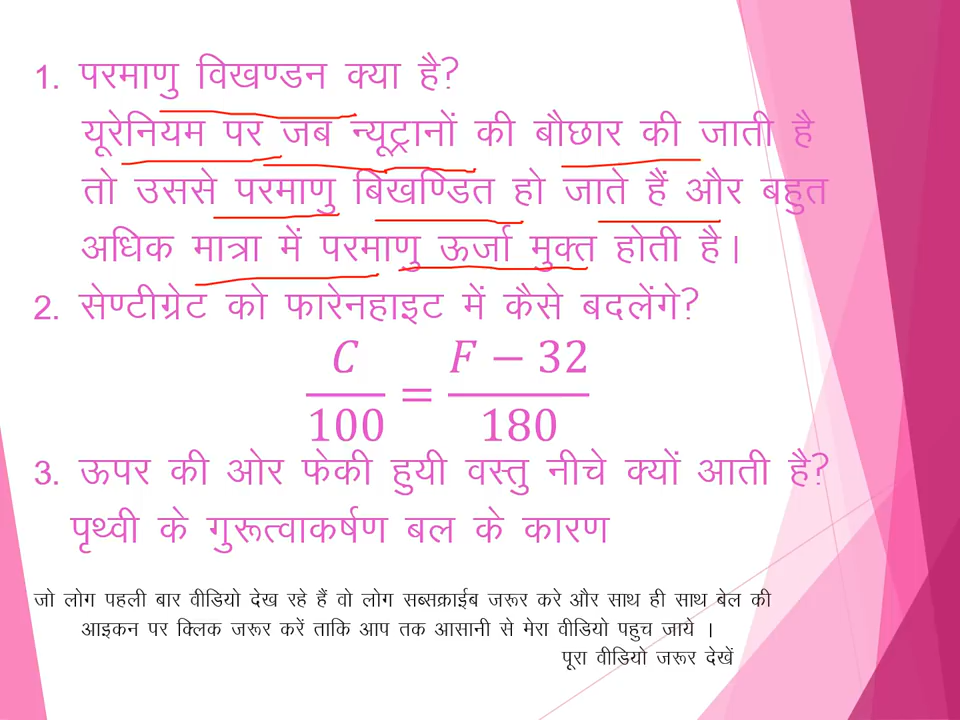 1. परमाणु विखण्डन क्या है?
यूरेनियम पर जब न्यूट्रानों की बौछार की जाती है
तो उससे परमाणु बिखण्डित हो जाते हैं और बहुत
अधिक मात्रा में परमाणु ऊर्जा मुक्त होती है।
2. सेण्टीग्रेट को फारेनहाइट में कैसे बदलेंगे?
C/100 = F − 32/180
3. ऊपर की ओर फेकी हुयी वस्तु नीचे क्यों आती है?
पृथ्वी के गुरूत्वाकर्षण बल के कारण
जो लोग पहली बार वीडियो देख रहे हैं वो लोग सब्सक्राईब जरूर करे और साथ ही साथ बेल की
आइकन पर क्लिक जरूर करें ताकि आप तक आसानी से मेरा वीडियो पहुच जाये ।
पूरा वीडियो जरूर देखें